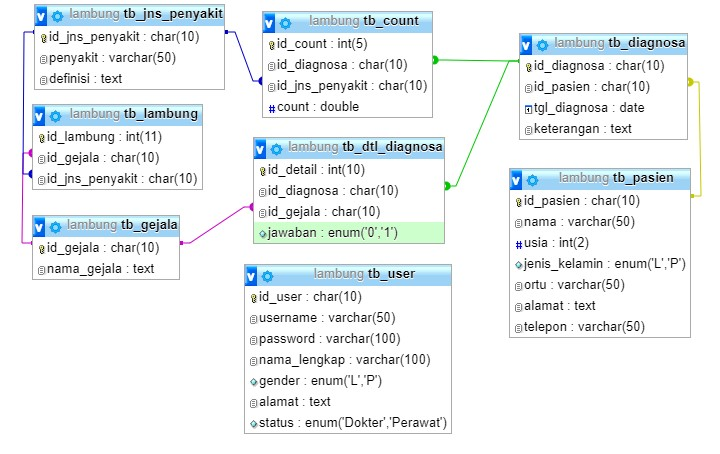 lambung tb_jns_penyakit
id_jns_penyakit : char(10)
penyakit : varchar(50)
definisi : text
lambung tb_count
id_count : int(5)
id_diagnosa : char(10)
id_jns_penyakit : char(10)
# count : double
lambung tb_diagnosa
id_diagnosa : char(10)
id_pasien : char(10)
tgl_diagnosa : date
keterangan : text
lambung tb_lambung
id_lambung : int(11)
id_gejala : char(10)
id_jns_penyakit : char(10)
lambung tb_dtl_diagnosa
id_detail : int(10)
id_diagnosa : char(10)
id_gejala : char(10)
jawaban : enum('0','1')
lambung tb_pasien
id_pasien : char(10)
nama : varchar(50)
# usia : int(2)
jenis_kelamin : enum('L','P')
ortu : varchar(50)
alamat : text
telepon : varchar(50)
lambung tb_gejala
id_gejala : char(10)
nama_gejala : text
lambung tb_user
id_user : char(10)
username : varchar(50)
password : varchar(100)
nama_lengkap : varchar(100)
gender : enum('L','P')
alamat : text
status : enum('Dokter','Perawat')